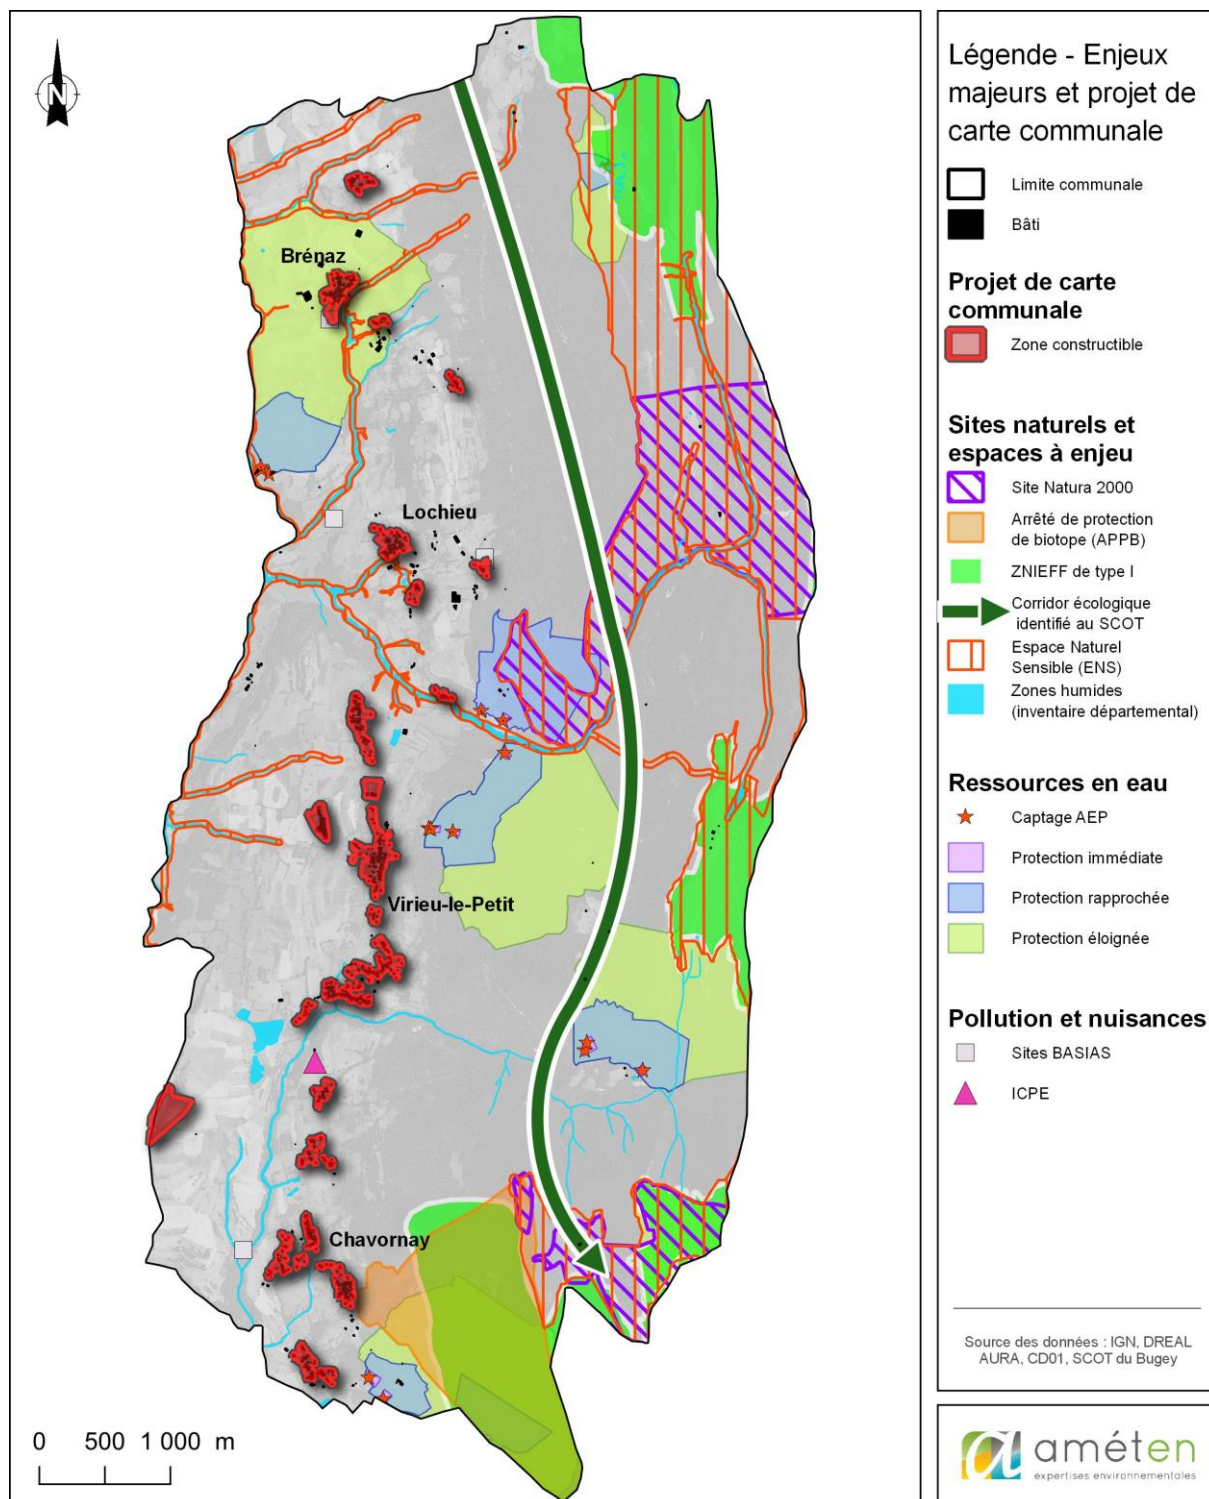 N
Brénaz
Lochieu
Virieu-le-Petit
Chavornay
0 500 1 000 m
Légende - Enjeux
majeurs et projet de
carte communale
Limite communale
Bâti
Projet de carte
communale
Zone constructible
Sites naturels et
espaces à enjeu
Site Natura 2000
Arrêté de protection
de biotope (APPB)
ZNIEFF de type I
Corridor écologique
identifié au SCOT
Espace Naturel
Sensible (ENS)
Zones humides
(inventaire départemental)
Ressources en eau
Captage AEP
Protection immédiate
Protection rapprochée
Protection éloignée
Pollution et nuisances
Sites BASIAS
ICPE
Source des données : IGN, DREAL
AURA, CD01, SCOT du Bugey
améten
expertises environnementales